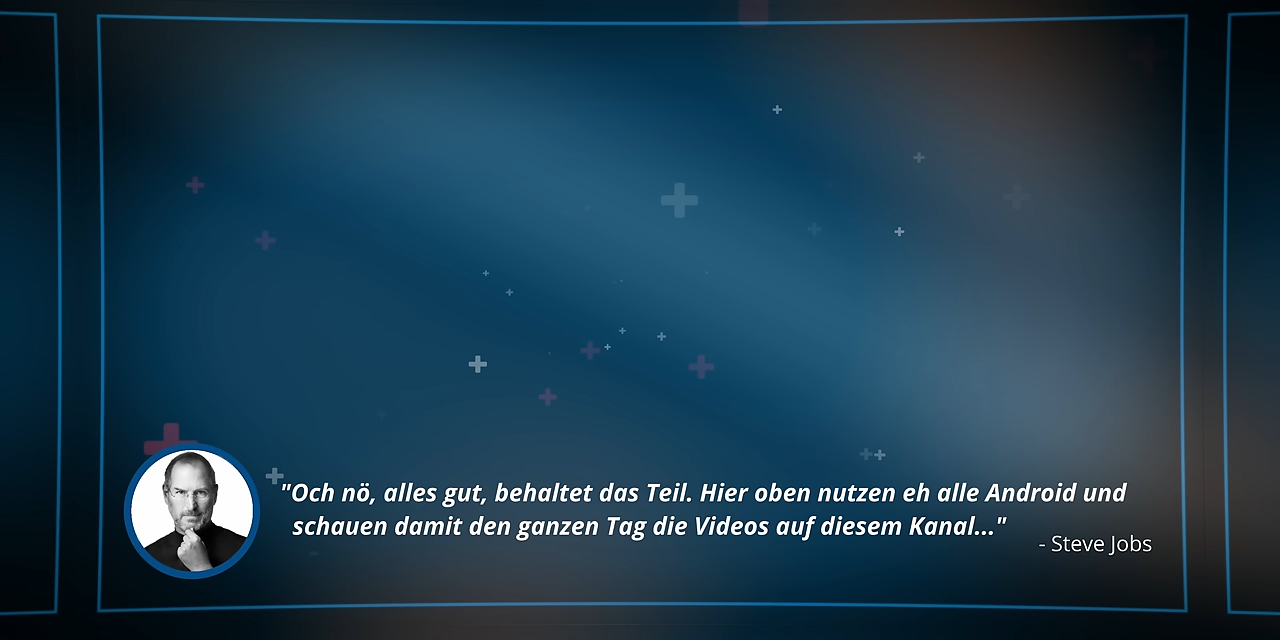 "Och nö, alles gut, behaltet das Teil. Hier oben nutzen eh alle Android und
schauen damit den ganzen Tag die Videos auf diesem Kanal..."
- Steve Jobs